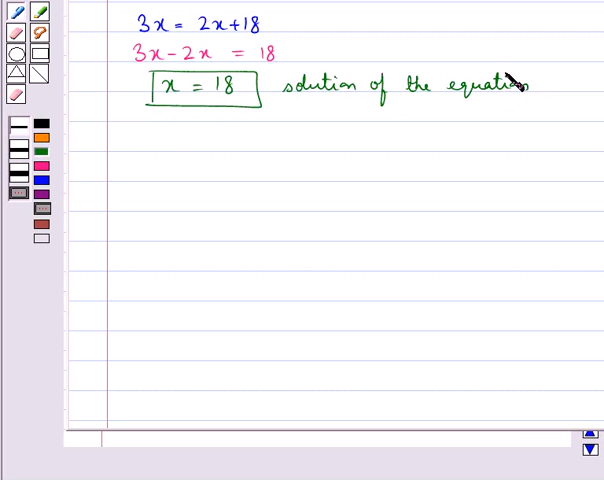 3x = 2x+18
3x-2x = 18
x = 18 solution of the equation